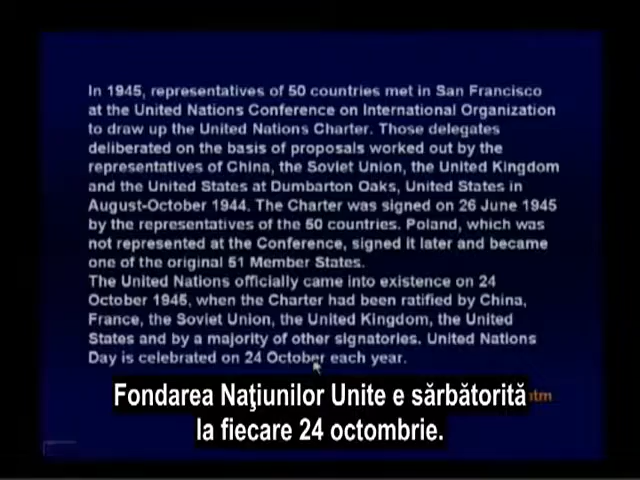 In 1945, representatives of 50 countries met in San Francisco
at the United Nations Conference on International Organization
to draw up the United Nations Charter. Those delegates
deliberated on the basis of proposals worked out by the
representatives of China, the Soviet Union, the United Kingdom
and the United States at Dumbarton Oaks, United States in
August-October 1944. The Charter was signed on 26 June 1945
by the representatives of the 50 countries. Poland, which was
not represented at the Conference, signed it later and became
one of the original 51 Member States.
The United Nations officially came into existence on 24
October 1945, when the Charter had been ratified by China,
France, the Soviet Union, the United Kingdom, the United
States and by a majority of other signatories. United Nations
Day is celebrated on 24 October each year.
Fondarea Naţiunilor Unite e sărbătorită
la fiecare 24 octombrie.